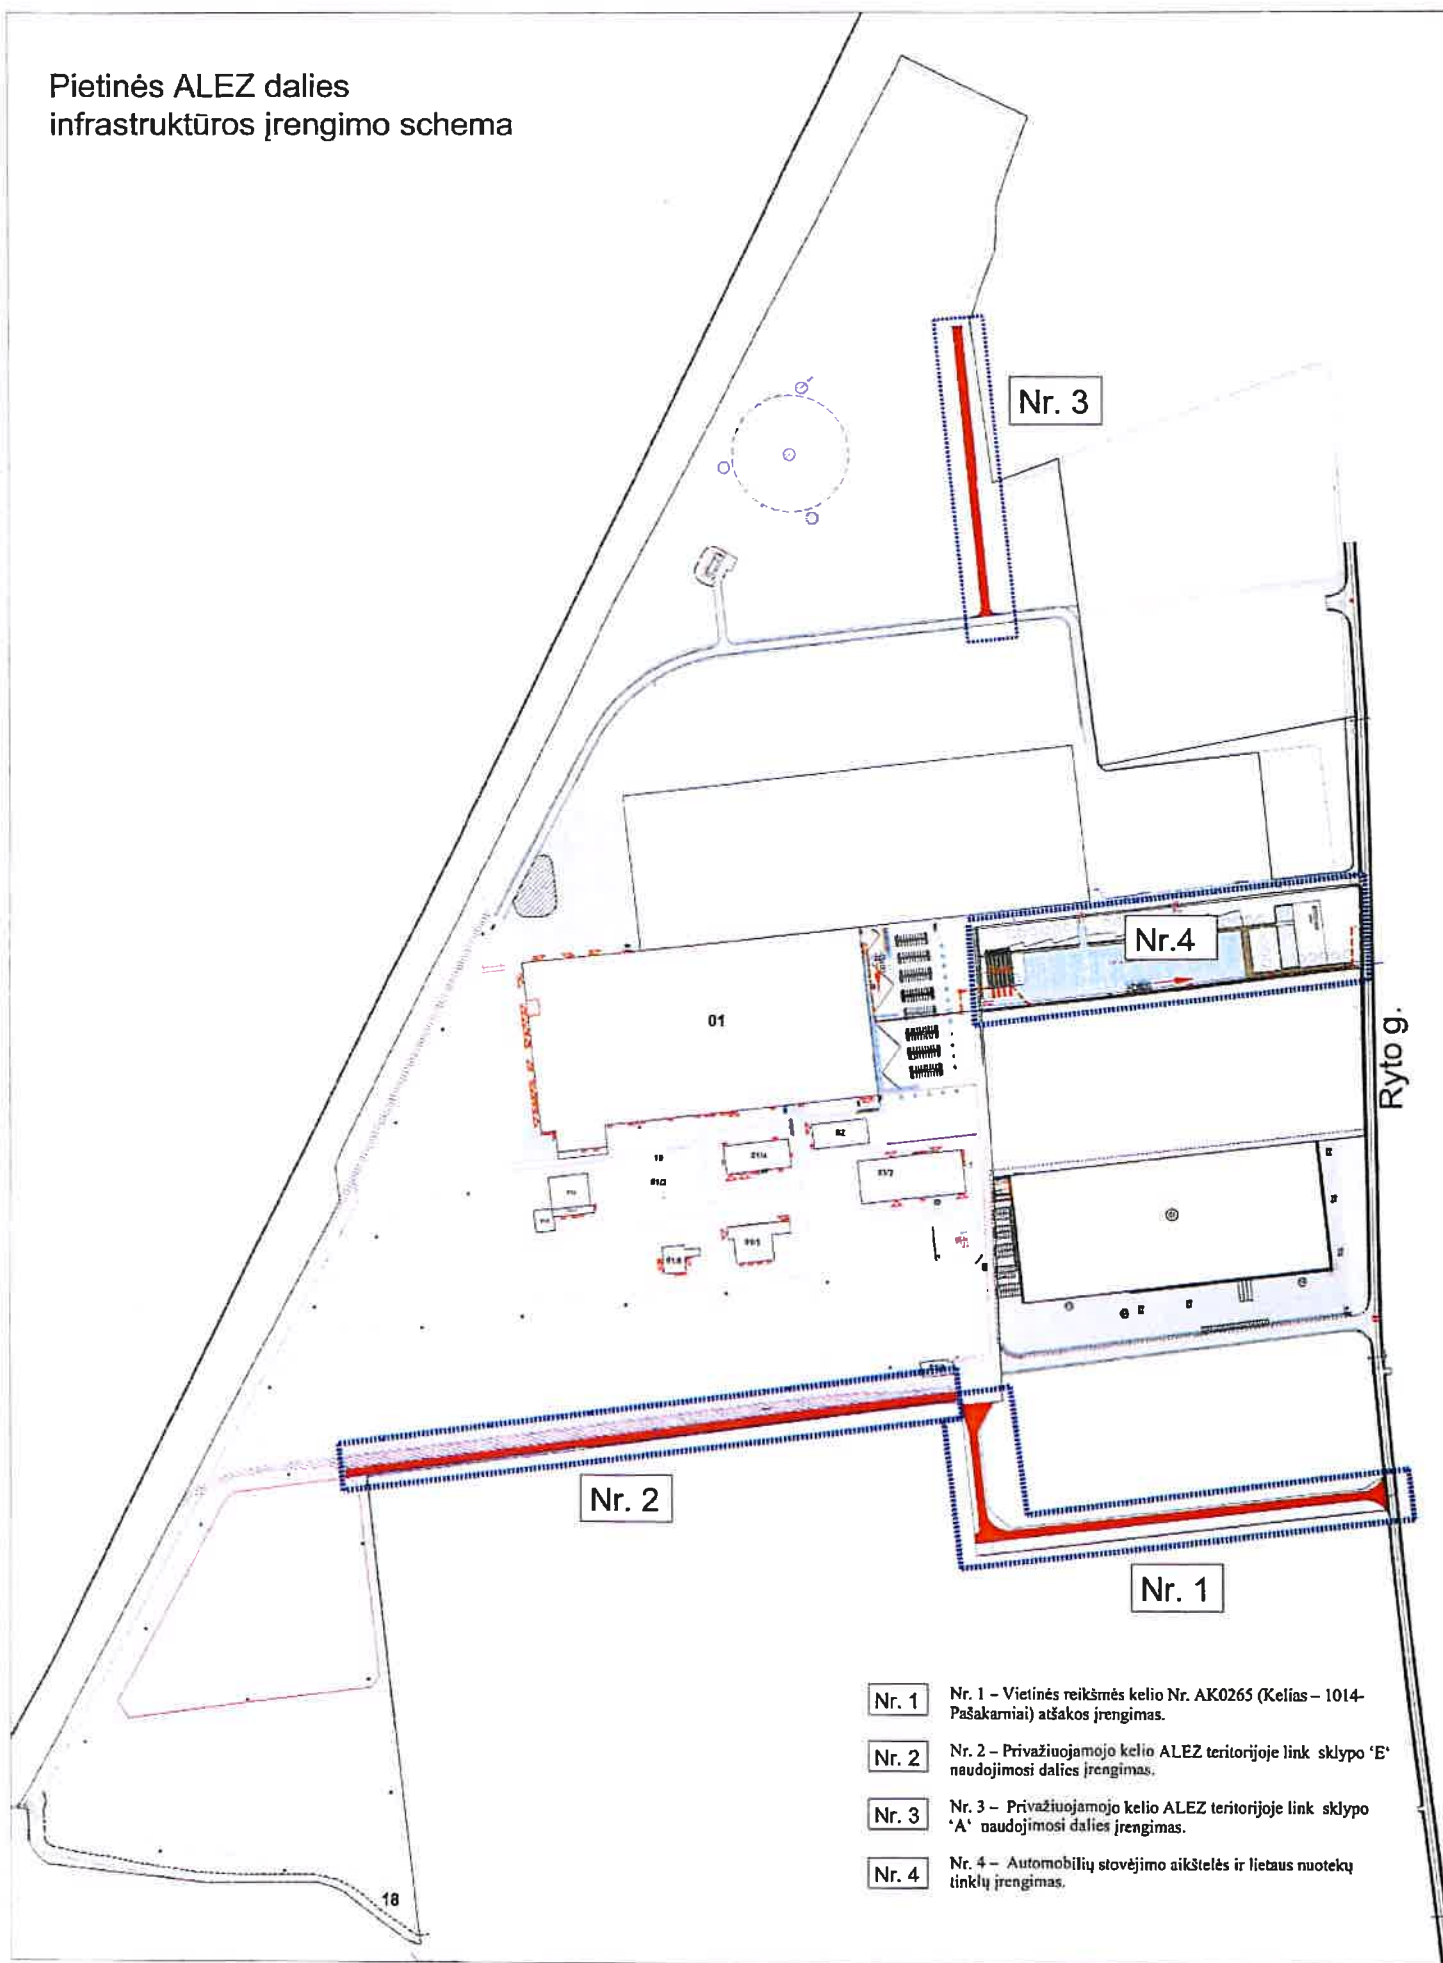 Pietinės ALEZ dalies
infrastruktūros įrengimo schema
Nr. 3
Nr.4
01
Ryto g.
02
Nr. 2
Nr. 1
18
Nr. 1
Nr. 1 – Vietinės reikšmės kelio Nr. AK0265 (Kelias – 1014-
Pašakarniai) atšakos įrengimas.
Nr. 2
Nr. 2 – Privažiuojamojo kelio ALEZ teritorijoje link sklypo 'E'
naudojimosi dalies įrengimas.
Nr. 3
Nr. 3 – Privažiuojamojo kelio ALEZ teritorijoje link sklypo
'A' naudojimosi dalies įrengimas.
Nr. 4
Nr. 4 – Automobilių stovėjimo aikštelės ir lietaus nuotekų
tinklų įrengimas.